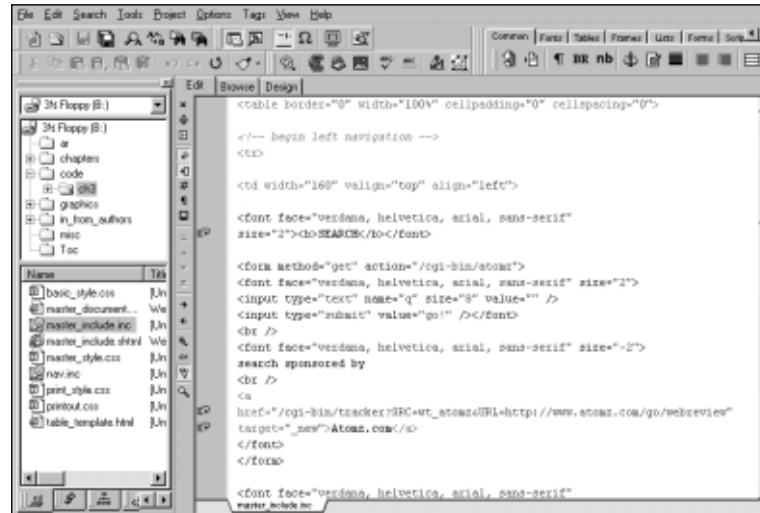 File Edit Search Tools Project Options Tags View Help
Common Fonts Tables Frames Lists Forms
BR nb
Edit Browse Design
3½ Floppy (B:)
3½ Floppy (B:)
ar
chapters
code
ch3
graphics
in_from_authors
misc
Toc
Name
basic_style.css
master_document...
master_include.inc
master_include.shtml
master_style.css
nav.inc
print_style.css
printout.css
table_template.html
<table border="0" width="100%" cellpadding="0" cellspacing="0">
<!-- begin left navigation -->
<tr>
<td width="160" valign="top" align="left">
<font face="verdana, helvetica, arial, sans-serif"
size="2"><b>SEARCH</b></font>
<form method="get" action="/cgi-bin/atomz">
<font face="verdana, helvetica, arial, sans-serif" size="2">
<input type="text" name="q" size="8" value="" />
<input type="submit" value="go!" /></font>
<br />
<font face="verdana, helvetica, arial, sans-serif" size="-2">
search sponsored by
<br />
<a
href="/cgi-bin/tracker?SRC=wt_atomz&URL=http://www.atomz.com/go/webreview"
target="_new">Atomz.com</a>
</font>
</form>
<font face="verdana, helvetica, arial, sans-serif"
master_include.inc